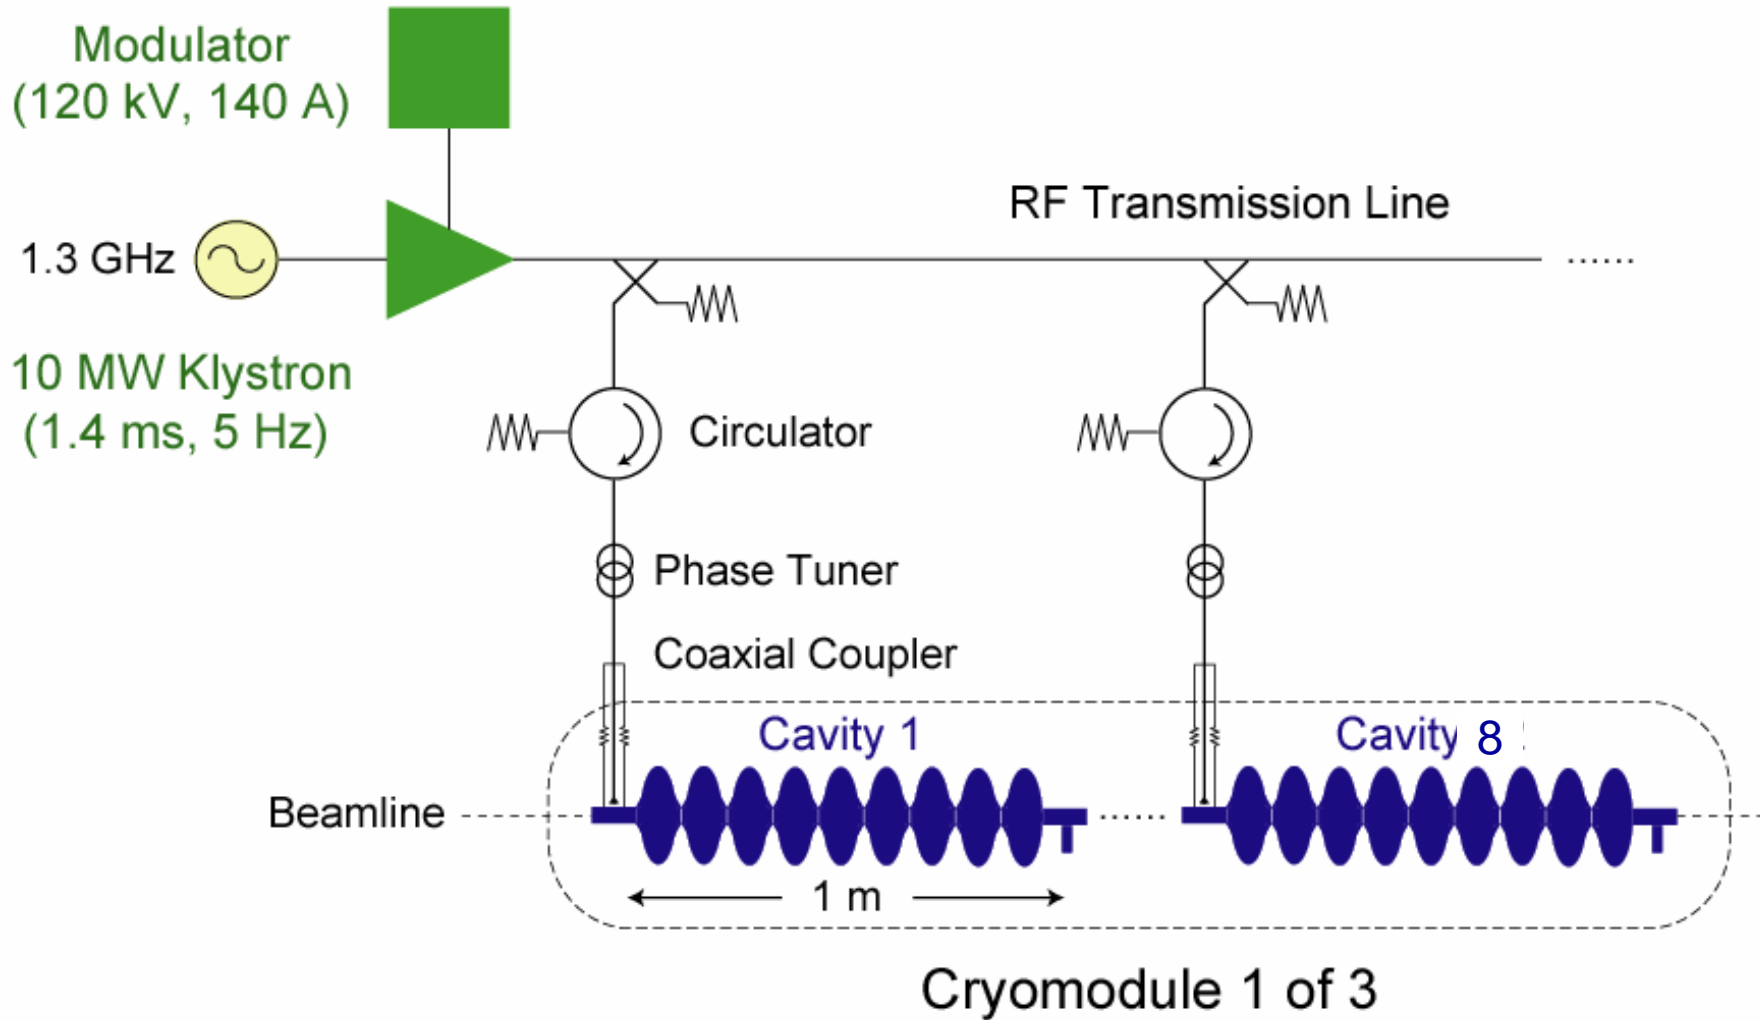 Modulator
(120 kV, 140 A)
RF Transmission Line
1.3 GHz
......
10 MW Klystron
(1.4 ms, 5 Hz)
Circulator
Phase Tuner
Coaxial Coupler
Cavity 1
Cavity 8
Beamline
......
1 m
Cryomodule 1 of 3